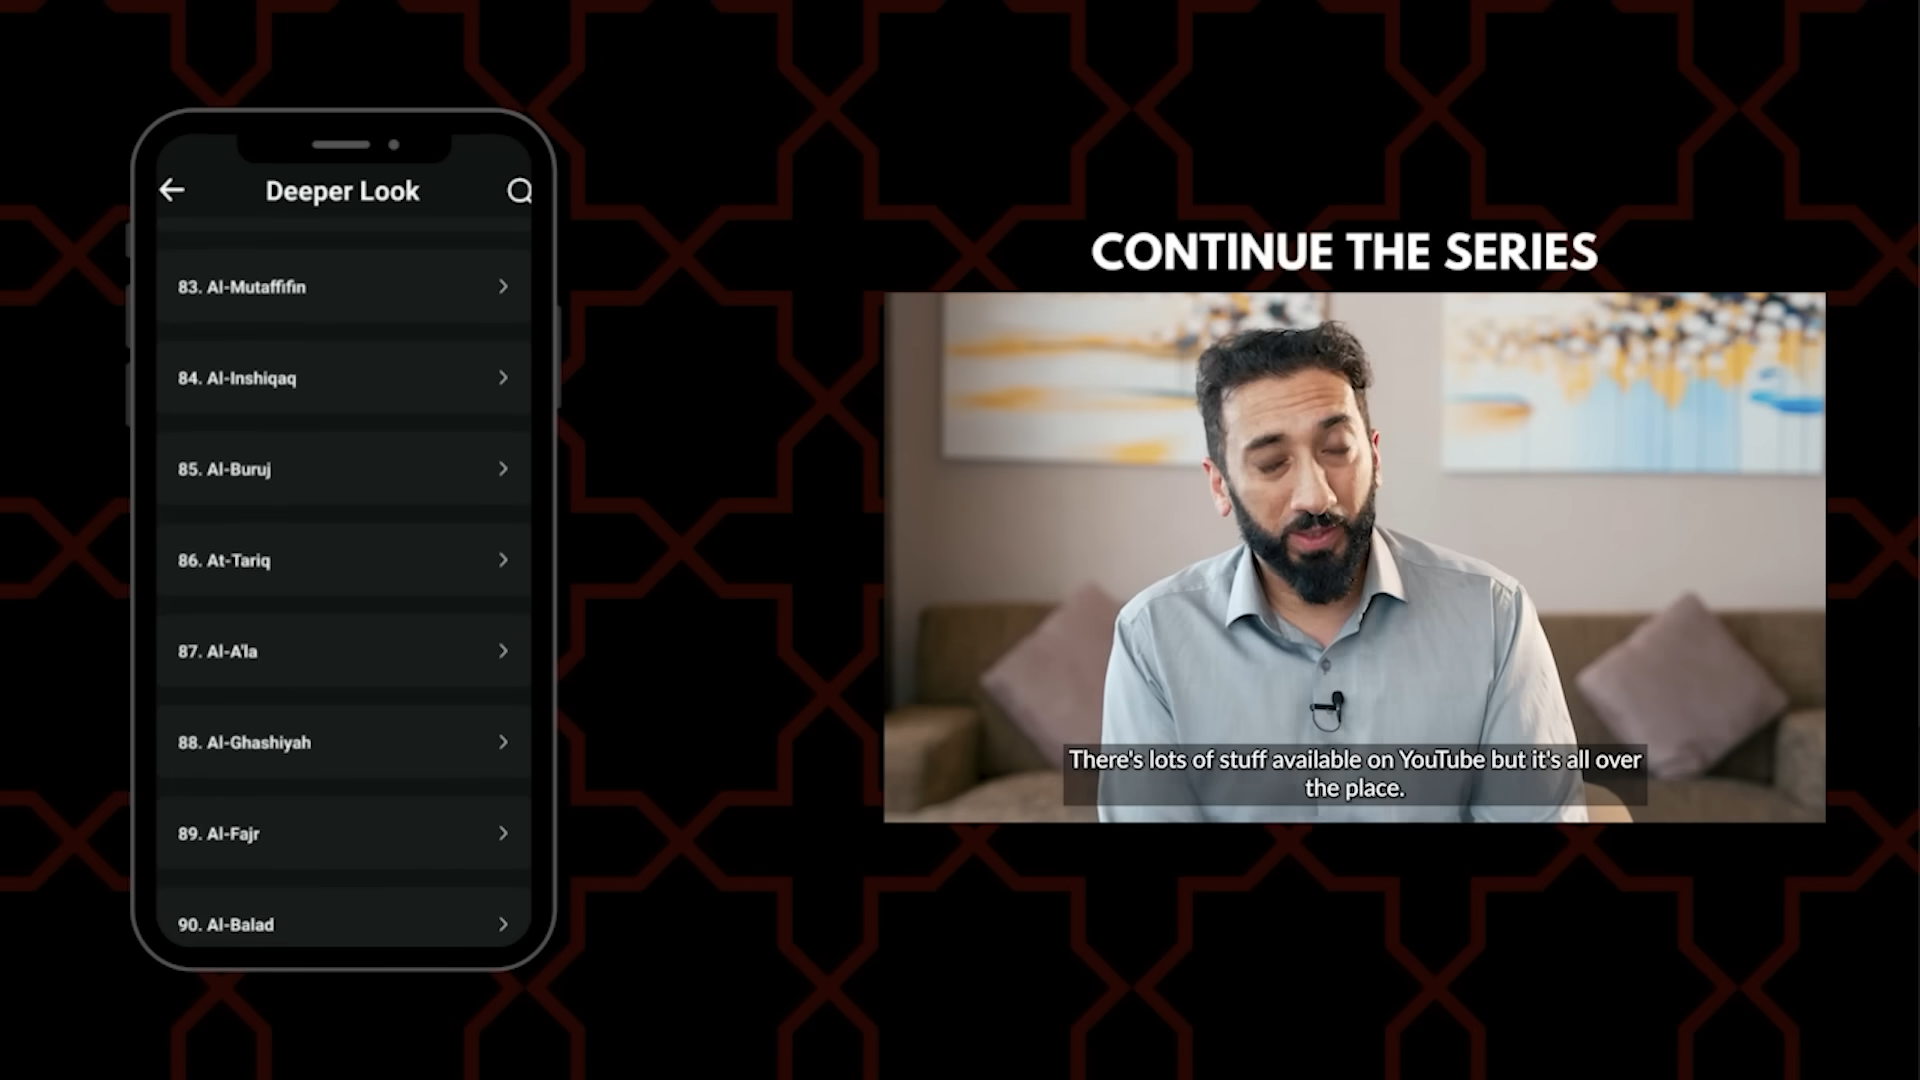 Deeper Look
83. Al-Mutaffifin
84. Al-Inshiqaq
85. Al-Buruj
86. At-Tariq
87. Al-A'la
88. Al-Ghashiyah
89. Al-Fajr
90. Al-Balad
CONTINUE THE SERIES
There's lots of stuff available on YouTube but it's all over
the place.